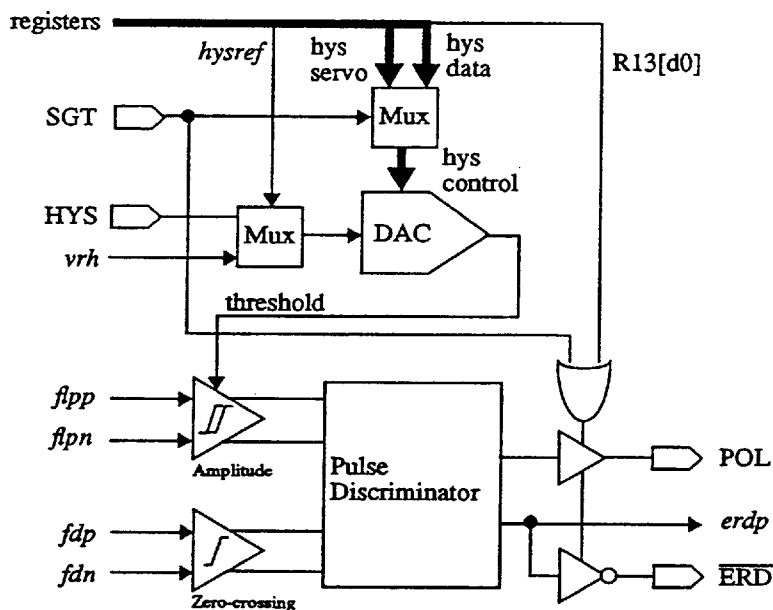 registers
hysref
hys
servo
hys
data
R13[d0]
SGT
Mux
hys
control
HYS
Mux
DAC
vrh
threshold
flpp
flpn
Amplitude
Pulse
Discriminator
POL
fdp
fdn
Zero-crossing
erdp
ERD